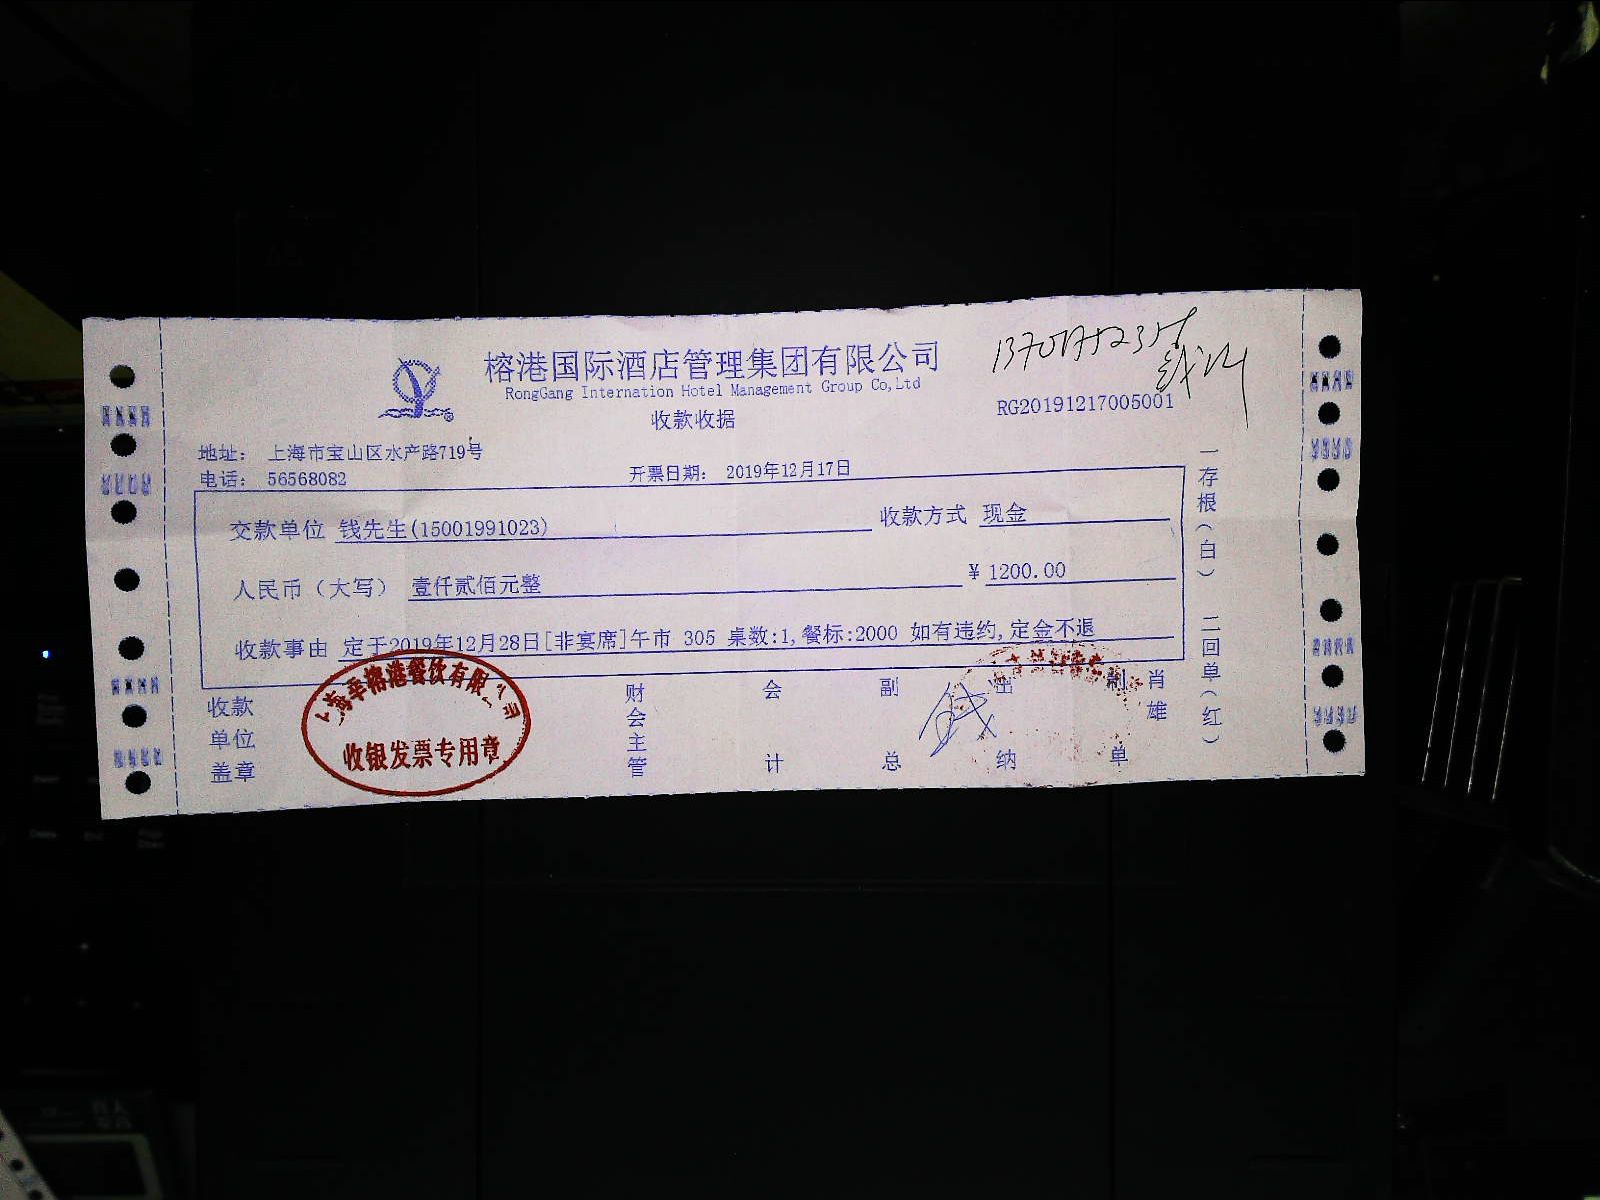 榕港国际酒店管理集团有限公司
RongGang Internation Hotel Management Group Co,Ltd
收款收据
RG20191217005001
地址： 上海市宝山区水产路719号
电话： 56568082
开票日期： 2019年12月17日
交款单位 钱先生(15001991023)
收款方式 现金
人民币（大写） 壹仟贰佰元整
¥ 1200.00
收款事由 定于2019年12月28日[非宴席]午市 305 桌数:1,餐标:2000 如有违约,定金不退
收款单位盖章
财会主管
会计
副总
出纳
制单
肖雄
一存根（白） 二回单（红）
收银发票专用章